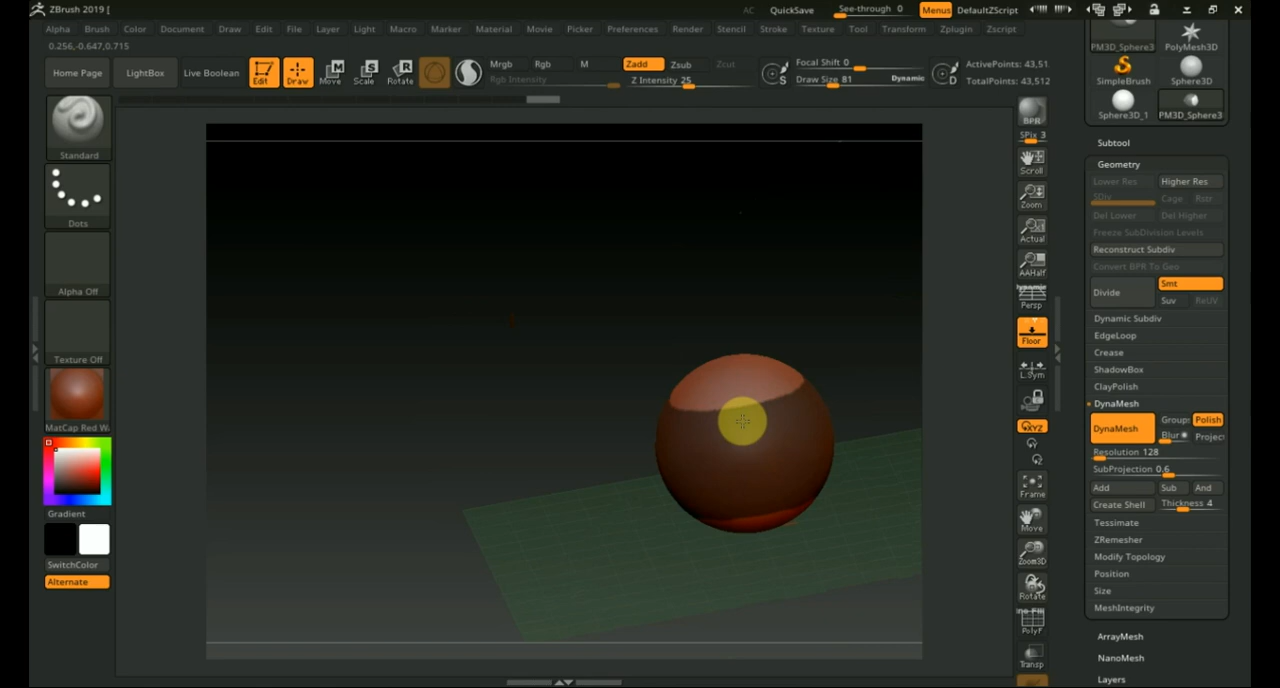 ZBrush 2019 [
AC QuickSave See-through 0 Menus DefaultZScript
Alpha Brush Color Document Draw Edit File Layer Light Macro Marker Material Movie Picker Preferences Render Stencil Stroke Texture Tool Transform Zplugin Zscript
0.256,-0.647,0.715
Home Page LightBox Live Boolean Edit Draw Move Scale Rotate
Mrgb Rgb M Zadd Zsub Zcut
Rgb Intensity Z Intensity 25
S Focal Shift 0
Draw Size 81 Dynamic D
ActivePoints: 43,51
TotalPoints: 43,512
Standard
Dots
Alpha Off
Texture Off
MatCap Red W
Gradient
SwitchColor
Alternate
BPR
SPix 3
Scroll
Zoom
Actual
AAHalf
Dynamic
Persp
Floor
L.Sym
XYZ
Frame
Move
Zoom3D
Rotate
Line Fill
PolyF
Transp
PM3D_Sphere3 PolyMesh3D
SimpleBrush Sphere3D
Sphere3D_1 PM3D_Sphere3
Subtool
Geometry
Lower Res Higher Res
SDiv Cage Rstr
Del Lower Del Higher
Freeze SubDivision Levels
Reconstruct Subdiv
Convert BPR To Geo
Divide Smt
Suv ReUV
Dynamic Subdiv
EdgeLoop
Crease
ShadowBox
ClayPolish
DynaMesh
DynaMesh Group Polish
Blur Projec
Resolution 128
SubProjection 0.6
Add Sub And
Create Shell Thickness 4
Tessimate
ZRemesher
Modify Topology
Position
Size
MeshIntegrity
ArrayMesh
NanoMesh
Layers